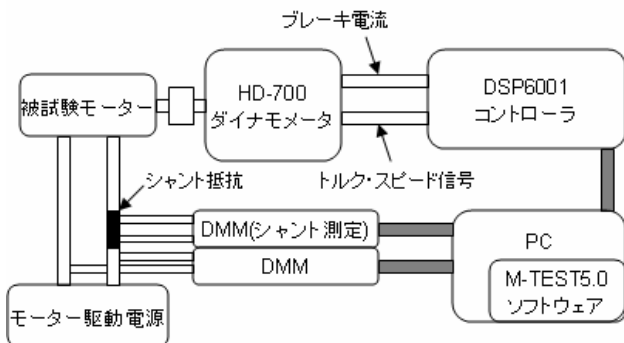 ブレーキ電流
被試験モーター
HD-700
ダイナモメータ
DSP6001
コントローラ
シャント抵抗
トルク・スピード信号
DMM(シャント測定)
DMM
PC
M-TEST5.0
ソフトウェア
モーター駆動電源